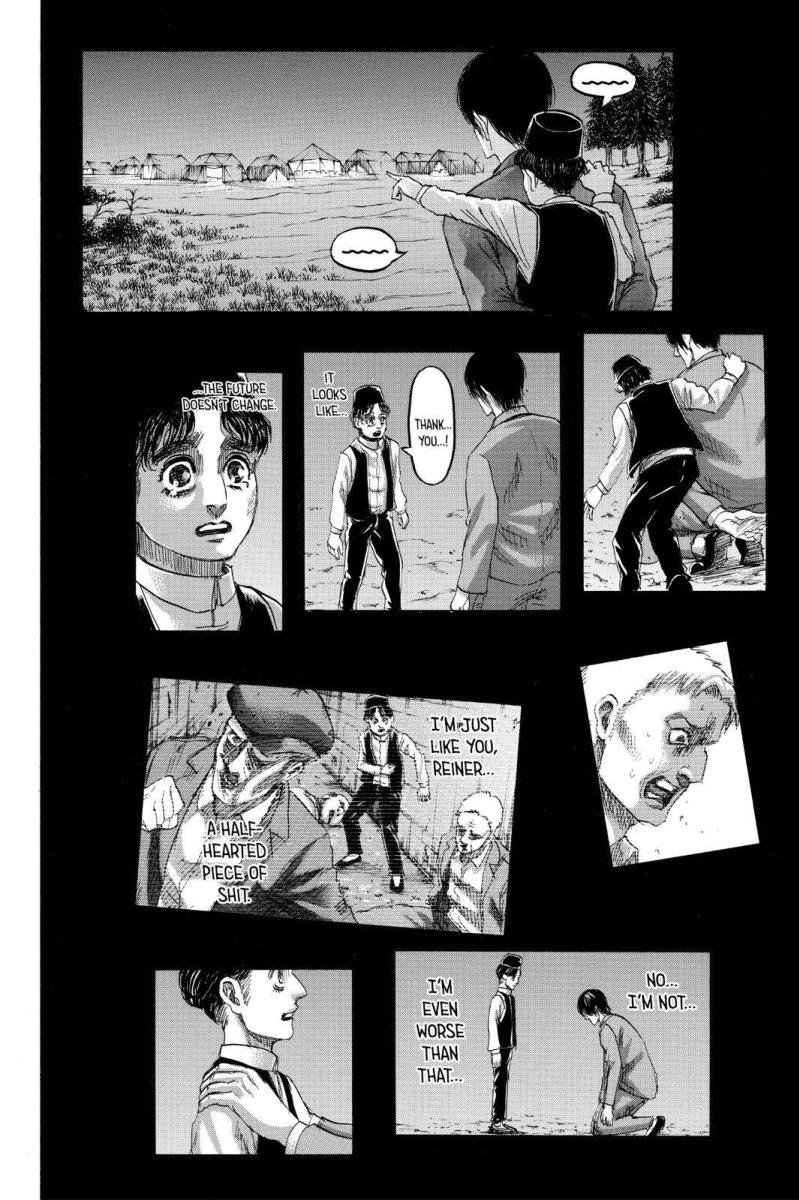 THANK...
YOU...!
IT
LOOKS
LIKE...
...THE FUTURE
DOESN'T CHANGE.
I'M JUST
LIKE YOU,
REINER...
A HALF-
HEARTED
PIECE OF
SHIT.
NO...
I'M NOT...
I'M
EVEN
WORSE
THAN
THAT...